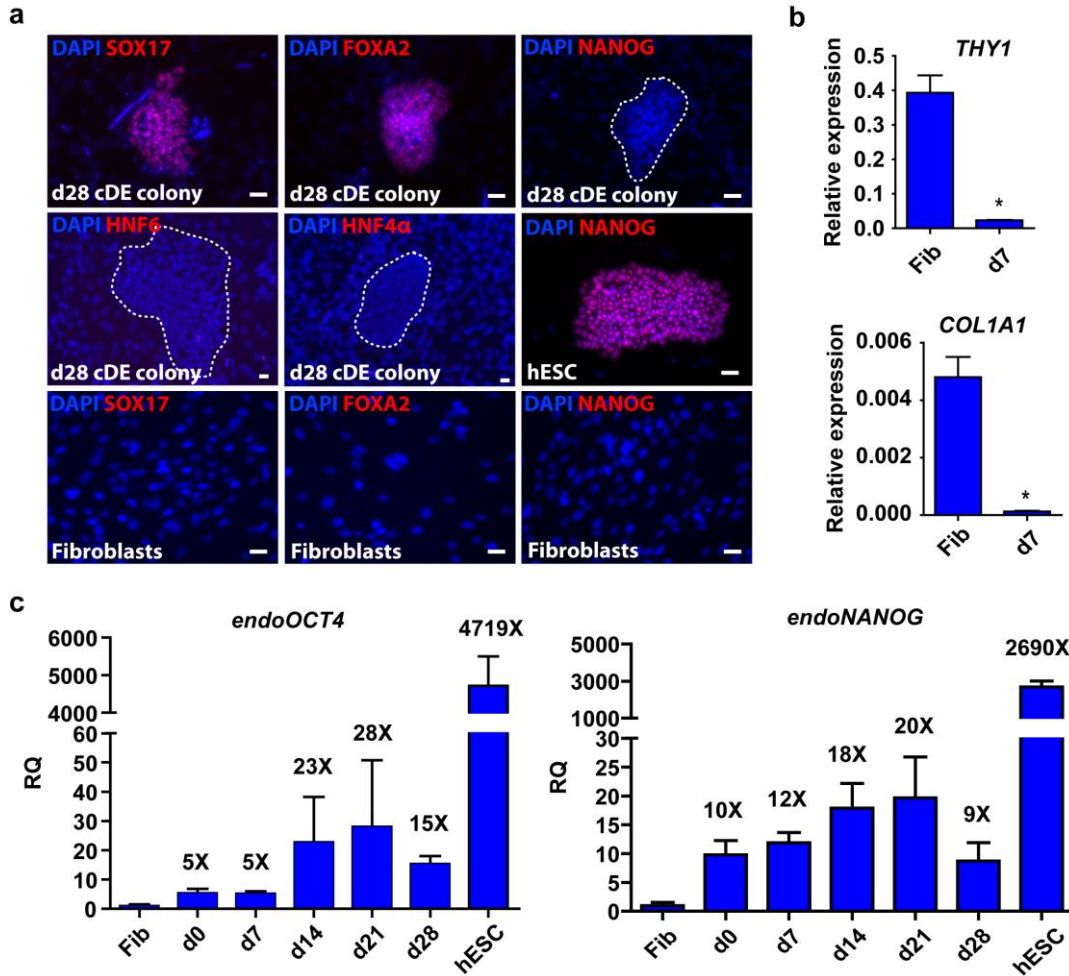 a
DAPI SOX17
DAPI FOXA2
DAPI NANOG
d28 cDE colony
d28 cDE colony
d28 cDE colony
DAPI HNF6
DAPI HNF4α
DAPI NANOG
d28 cDE colony
d28 cDE colony
hESC
DAPI SOX17
DAPI FOXA2
DAPI NANOG
Fibroblasts
Fibroblasts
Fibroblasts
b
THY1
Relative expression
0.5
0.4
0.3
0.2
0.1
0.0
*
Fib
d7
COL1A1
Relative expression
0.006
0.004
0.002
0.000
*
Fib
d7
c
endoOCT4
RQ
6000
5000
4000
60
50
40
30
20
10
0
5X
5X
23X
28X
15X
4719X
Fib
d0
d7
d14
d21
d28
hESC
endoNANOG
RQ
5000
3000
1000
30
25
20
15
10
5
0
10X
12X
18X
20X
9X
2690X
Fib
d0
d7
d14
d21
d28
hESC